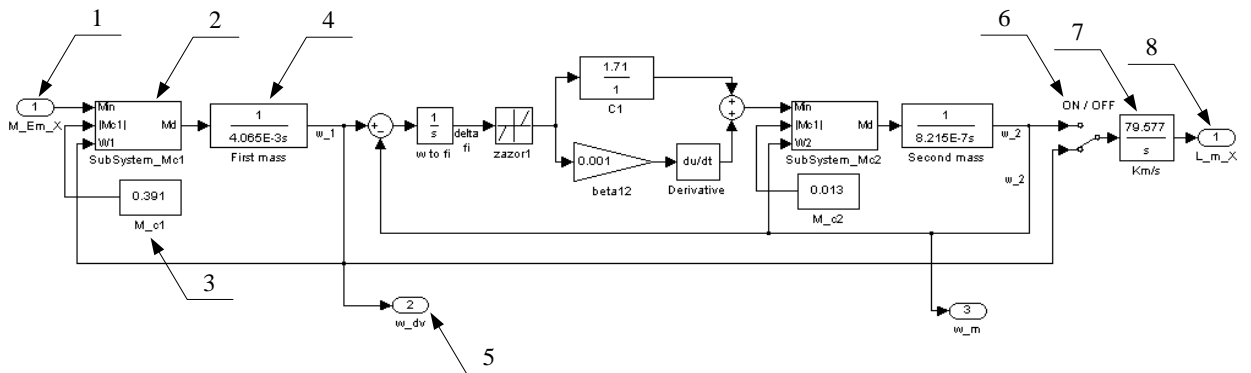 1
2
4
6
7
8
1
M_Em_X
Min
|Mc1|
W1
Md
SubSystem_Mc1
1
4.065E-3s
First mass
w_1
0.391
M_c1
3
+
-
1
s
w to fi
delta
fi
zazor1
1.71
1
C1
0.001
beta12
du/dt
Derivative
+
+
Min
|Mc1|
W2
Md
SubSystem_Mc2
0.013
M_c2
1
8.215E-7s
Second mass
w_2
w_2
ON / OFF
79.577
s
Km/s
1
L_m_X
2
w_dv
5
3
w_m